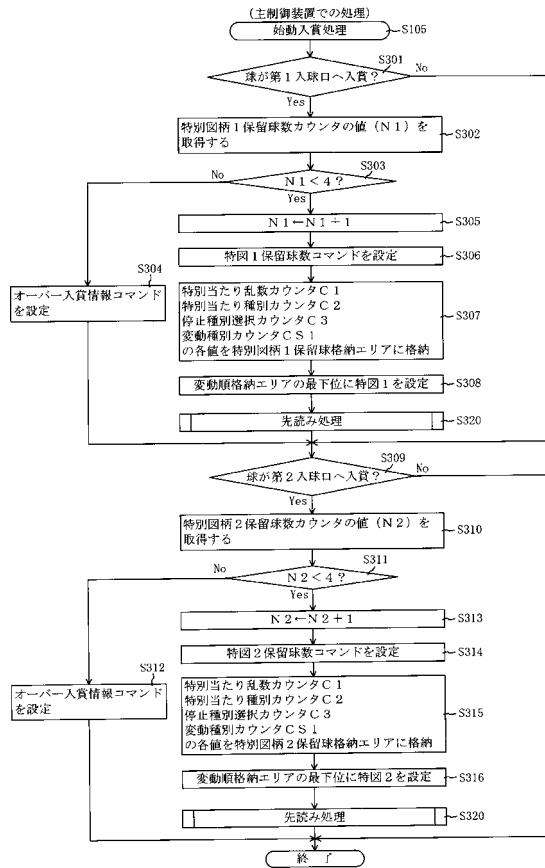 (主制御装置での処理)
始動入賞処理
S105
S301
球が第1入球口へ入賞?
No
Yes
特別図柄1保留球数カウンタの値(N1)を
取得する
S302
S303
No
N1<4?
Yes
N1←N1+1
S305
特図1保留球数コマンドを設定
S306
S304
オーバー入賞情報コマンド
を設定
特別当たり乱数カウンタC1
特別当たり種別カウンタC2
停止種別選択カウンタC3
変動種別カウンタCS1
の各値を特別図柄1保留球格納エリアに格納
S307
変動順格納エリアの最下位に特図1を設定
S308
先読み処理
S320
S309
球が第2入球口へ入賞?
No
Yes
特別図柄2保留球数カウンタの値(N2)を
取得する
S310
S311
No
N2<4?
Yes
N2←N2+1
S313
特図2保留球数コマンドを設定
S314
S312
オーバー入賞情報コマンド
を設定
特別当たり乱数カウンタC1
特別当たり種別カウンタC2
停止種別選択カウンタC3
変動種別カウンタCS1
の各値を特別図柄2保留球格納エリアに格納
S315
変動順格納エリアの最下位に特図2を設定
S316
先読み処理
S320
終了